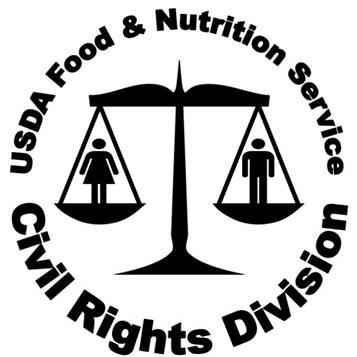 USDA Food & Nutrition Service
Civil Rights Division